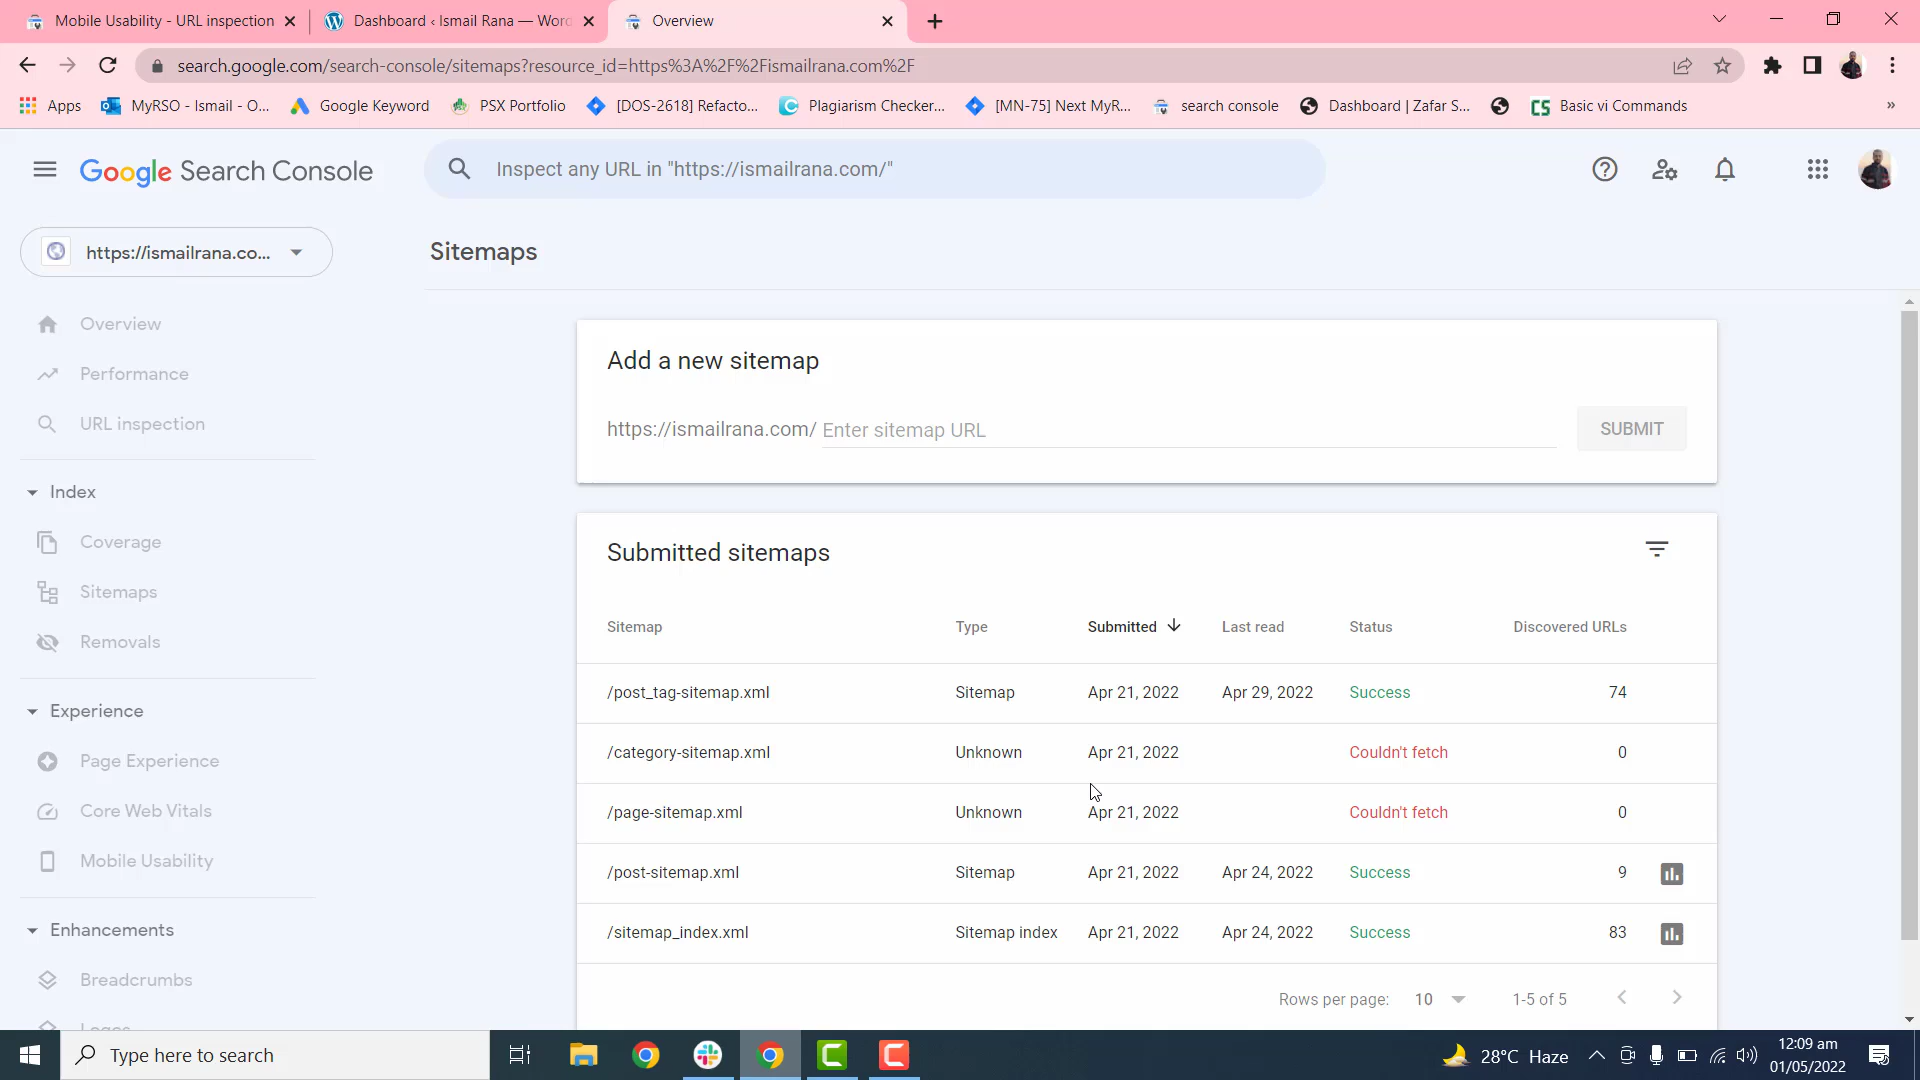 Mobile Usability - URL inspection
Dashboard ‹ Ismail Rana — Word
Overview
search.google.com/search-console/sitemaps?resource_id=https%3A%2F%2Fismailrana.com%2F
Apps
MyRSO - Ismail - O...
Google Keyword
PSX Portfolio
[DOS-2618] Refacto...
Plagiarism Checker...
[MN-75] Next MyR...
search console
Dashboard | Zafar S...
CS Basic vi Commands
»
Google Search Console
Inspect any URL in "https://ismailrana.com/"
https://ismailrana.co...
Sitemaps
Overview
Performance
URL inspection
Index
Coverage
Sitemaps
Removals
Experience
Page Experience
Core Web Vitals
Mobile Usability
Enhancements
Breadcrumbs
Logos
Add a new sitemap
https://ismailrana.com/ Enter sitemap URL
SUBMIT
Submitted sitemaps
Sitemap Type Submitted Last read Status Discovered URLs
/post_tag-sitemap.xml Sitemap Apr 21, 2022 Apr 29, 2022 Success 74
/category-sitemap.xml Unknown Apr 21, 2022 Couldn't fetch 0
/page-sitemap.xml Unknown Apr 21, 2022 Couldn't fetch 0
/post-sitemap.xml Sitemap Apr 21, 2022 Apr 24, 2022 Success 9
/sitemap_index.xml Sitemap index Apr 21, 2022 Apr 24, 2022 Success 83
Rows per page: 10 1-5 of 5
Type here to search
28°C Haze
12:09 am
01/05/2022